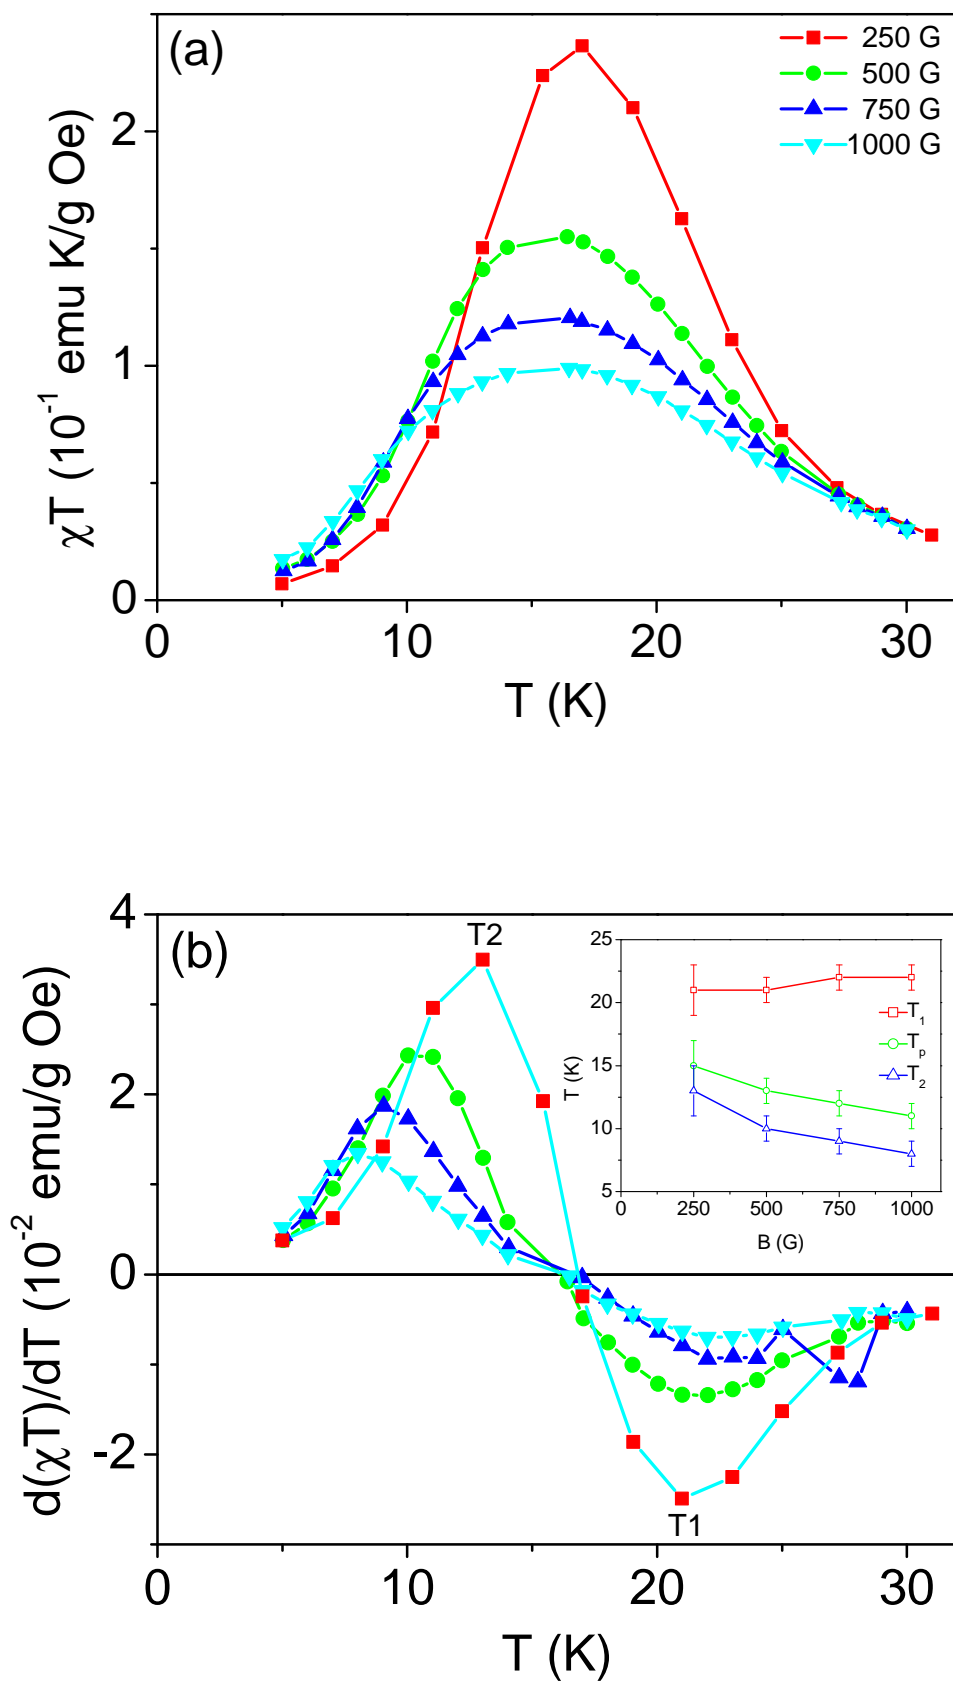 (a)
250 G
500 G
750 G
1000 G
χT (10⁻¹ emu K/g Oe)
2
1
0
0 10 20 30
T (K)
(b)
T2
T1
d(χT)/dT (10⁻² emu/g Oe)
4
2
0
-2
0 10 20 30
T (K)
T (K)
25
20
15
10
5
0 250 500 750 1000
B (G)
T₁
Tₚ
T₂